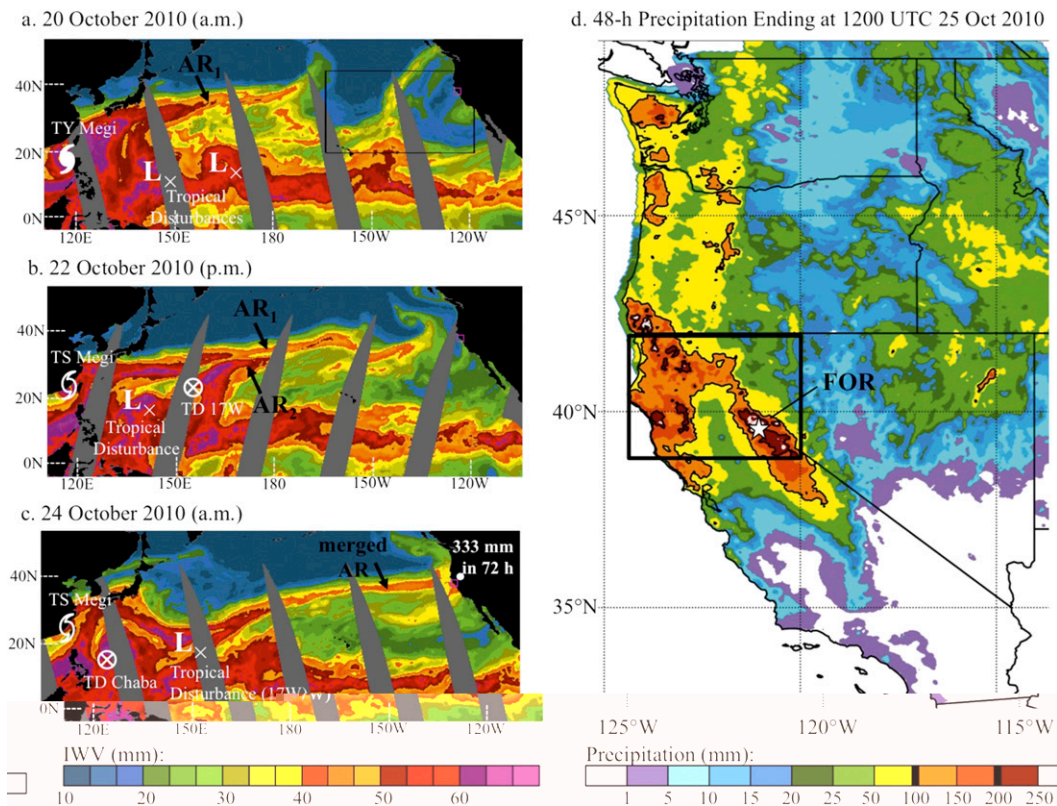 a. 20 October 2010 (a.m.)
AR1
40N
TY Megi
20N
L
L
Tropical
Disturbances
0N
120E 150E 180 150W 120W
b. 22 October 2010 (p.m.)
AR1
40N
TS Megi
20N
L
TD 17W
AR2
Tropical
Disturbance
0N
120E 150E 180 150W 120W
c. 24 October 2010 (a.m.)
merged
AR
333 mm
in 72 h
40N
TS Megi
20N
L
TD Chaba
Tropical
Disturbance (17W)W)
0N
120E 150E 180 150W 120W
IWV (mm):
10 20 30 40 50 60
d. 48-h Precipitation Ending at 1200 UTC 25 Oct 2010
45°N
FOR
40°N
35°N
125°W 120°W 115°W
Precipitation (mm):
1 5 10 15 20 25 50 100 150 200 250